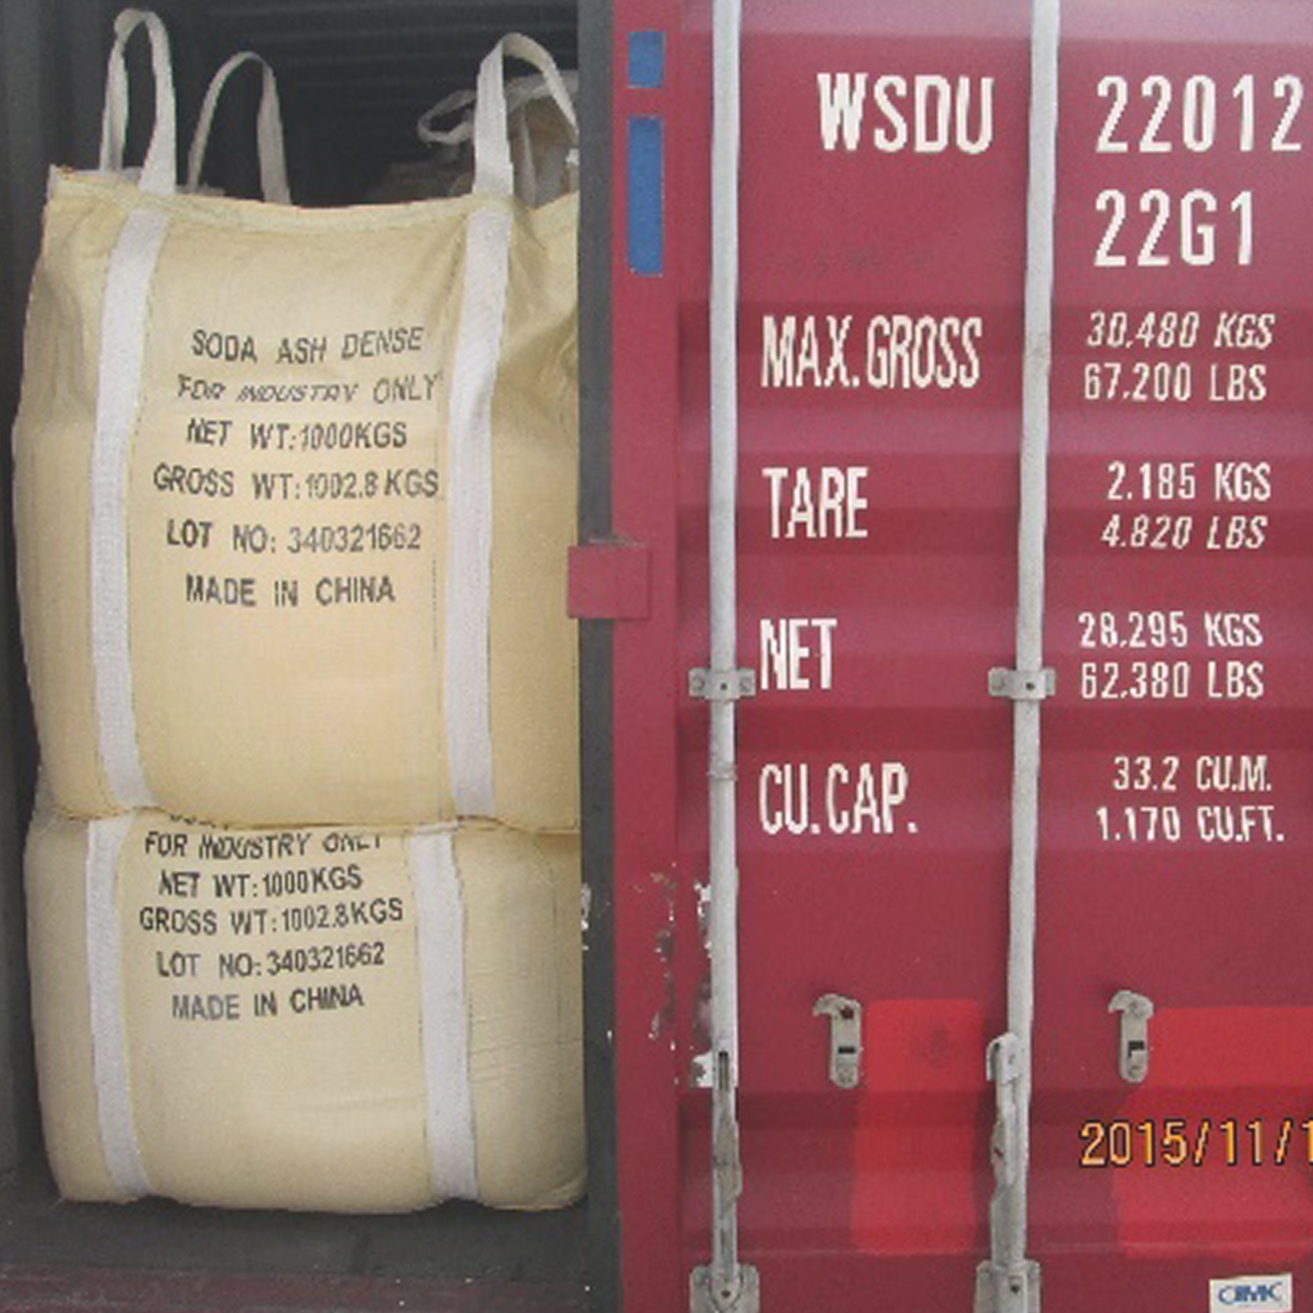 SODA ASH DENSE
FOR INDUSTRY ONLY
NET WT:1000KGS
GROSS WT:1002.8KGS
LOT NO: 340321662
MADE IN CHINA
FOR INDUSTRY ONLY
NET WT:1000KGS
GROSS WT:1002.8KGS
LOT NO:340321662
MADE IN CHINA
WSDU 22012
22G1
MAX.GROSS 30.480 KGS
67.200 LBS
TARE 2.185 KGS
4.820 LBS
NET 28.295 KGS
62.380 LBS
CU.CAP. 33.2 CU.M.
1.170 CU.FT.
2015/11/1
CIMC